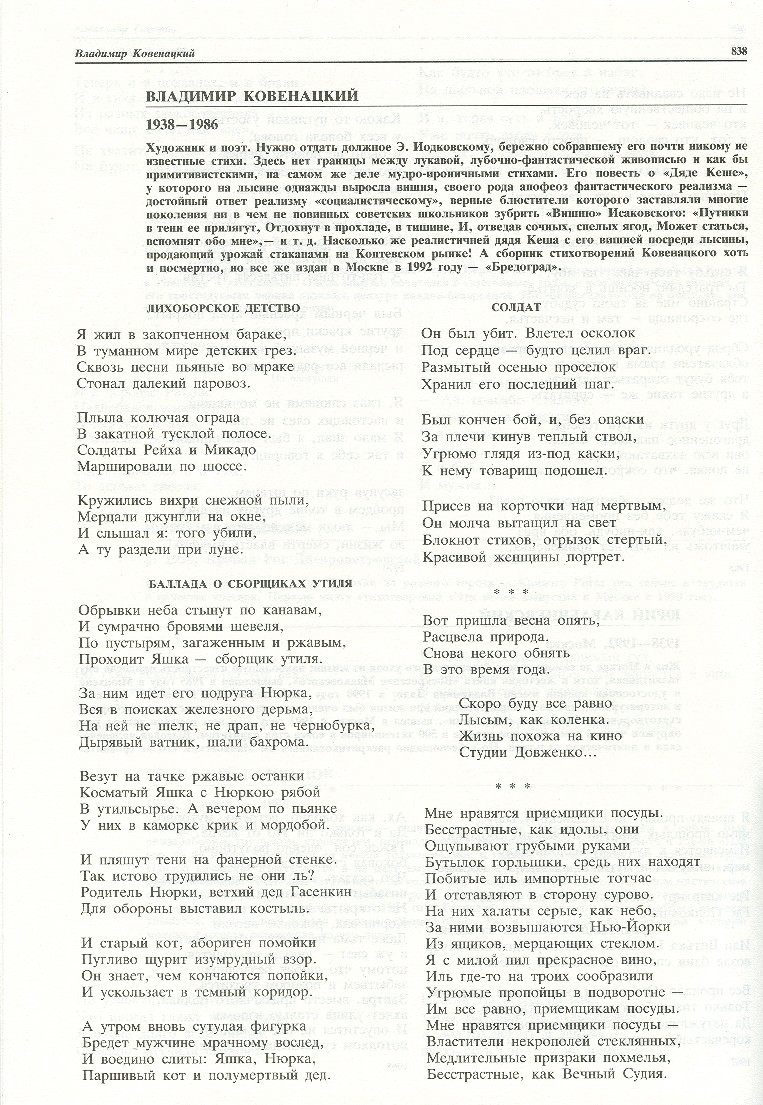 Владимир Ковенацкий
838
ВЛАДИМИР КОВЕНАЦКИЙ
1938—1986
Художник и поэт. Нужно отдать должное Э. Иодковскому, бережно собравшему его почти никому не
известные стихи. Здесь нет границы между лукавой, лубочно-фантастической живописью и как бы
примитивистскими, на самом же деле мудро-ироничными стихами. Его повесть о «Дяде Кеше»,
у которого на лысине однажды выросла вишня, своего рода апофеоз фантастического реализма —
достойный ответ реализму «социалистическому», верные блюстители которого заставляли многие
поколения ни в чем не повинных советских школьников зубрить «Вишню» Исаковского: «Путники
в тени ее прилягут, Отдохнут в прохладе, в тишине, И, отведав сочных, спелых ягод, Может статься,
вспомнят обо мне»,— и т. д. Насколько же реалистичней дядя Кеша с его вишней посреди лысины,
продающий урожай стаканами на Коптевском рынке! А сборник стихотворений Ковенацкого хоть
и посмертно, но все же издан в Москве в 1992 году — «Бредоград».
ЛИХОБОРСКОЕ ДЕТСТВО
Я жил в закопченном бараке,
В туманном мире детских грез.
Сквозь песни пьяные во мраке
Стонал далекий паровоз.
Плыла колючая ограда
В закатной тусклой полосе.
Солдаты Рейха и Микадо
Маршировали по шоссе.
Кружились вихри снежной пыли,
Мерцали джунгли на окне,
И слышал я: того убили,
А ту раздели при луне.
БАЛЛАДА О СБОРЩИКАХ УТИЛЯ
Обрывки неба стынут по канавам,
И сумрачно бровями шевеля,
По пустырям, загаженным и ржавым,
Проходит Яшка — сборщик утиля.
За ним идет его подруга Нюрка,
Вся в поисках железного дерьма,
На ней не шелк, не драп, не чернобурка,
Дырявый ватник, шали бахрома.
Везут на тачке ржавые останки
Косматый Яшка с Нюркою рябой
В утильсырье. А вечером по пьянке
У них в каморке крик и мордобой.
И пляшут тени на фанерной стенке.
Так истово трудились не они ль?
Родитель Нюрки, ветхий дед Гасенкин
Для обороны выставил костыль.
И старый кот, абориген помойки
Пугливо щурит изумрудный взор.
Он знает, чем кончаются попойки,
И ускользает в темный коридор.
А утром вновь сутулая фигурка
Бредет мужчине мрачному вослед,
И воедино слиты: Яшка, Нюрка,
Паршивый кот и полумертвый дед.
СОЛДАТ
Он был убит. Влетел осколок
Под сердце — будто целил враг.
Размытый осенью проселок
Хранил его последний шаг.
Был кончен бой, и, без опаски
За плечи кинув теплый ствол,
Угрюмо глядя из-под каски,
К нему товарищ подошел.
Присев на корточки над мертвым,
Он молча вытащил на свет
Блокнот стихов, огрызок стертый,
Красивой женщины портрет.
* * *
Вот пришла весна опять,
Расцвела природа.
Снова некого обнять
В это время года.
Скоро буду все равно
Лысым, как коленка.
Жизнь похожа на кино
Студии Довженко...
* * *
Мне нравятся приемщики посуды.
Бесстрастные, как идолы, они
Ощупывают грубыми руками
Бутылок горлышки, средь них находят
Побитые иль импортные тотчас
И отставляют в сторону сурово.
На них халаты серые, как небо,
За ними возвышаются Нью-Йорки
Из ящиков, мерцающих стеклом.
Я с милой пил прекрасное вино,
Иль где-то на троих сообразили
Угрюмые пропойцы в подворотне —
Им все равно, приемщикам посуды.
Мне нравятся приемщики посуды —
Властители некрополей стеклянных,
Медлительные призраки похмелья,
Бесстрастные, как Вечный Судия.